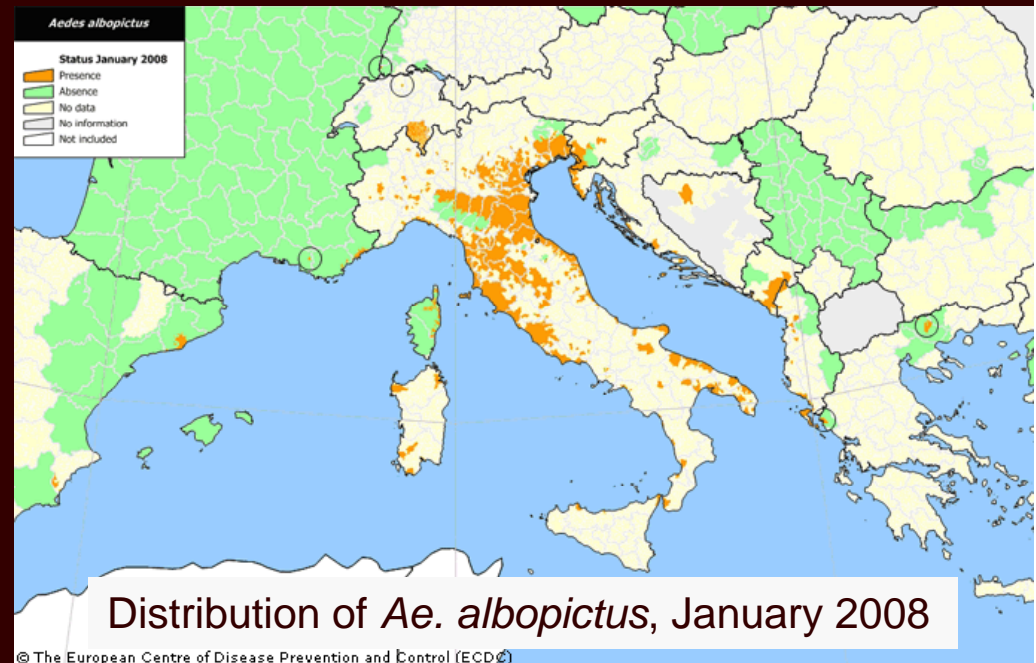 Aedes albopictus
Status January 2008
Presence
Absence
No data
No information
Not included
Distribution of Ae. albopictus, January 2008
© The European Centre of Disease Prevention and Control (ECDC)